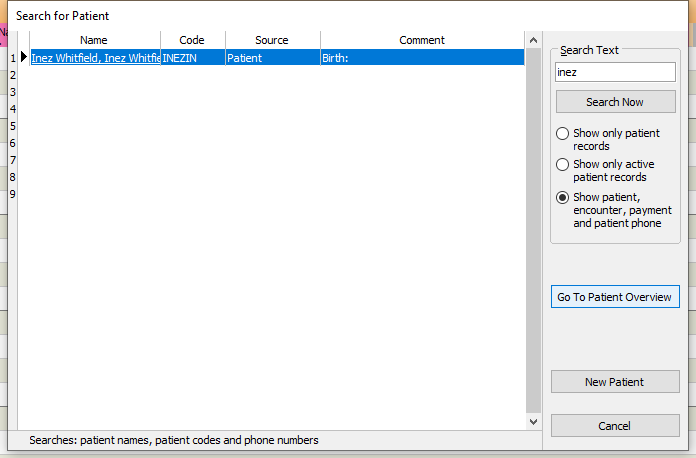 Search for Patient
Name Code Source Comment
1 Inez Whitfield, Inez Whitfie INEZIN Patient Birth:
2
3
4
5
6
7
8
9
Search Text
inez
Search Now
Show only patient
records
Show only active
patient records
Show patient,
encounter, payment
and patient phone
Go To Patient Overview
New Patient
Cancel
Searches: patient names, patient codes and phone numbers